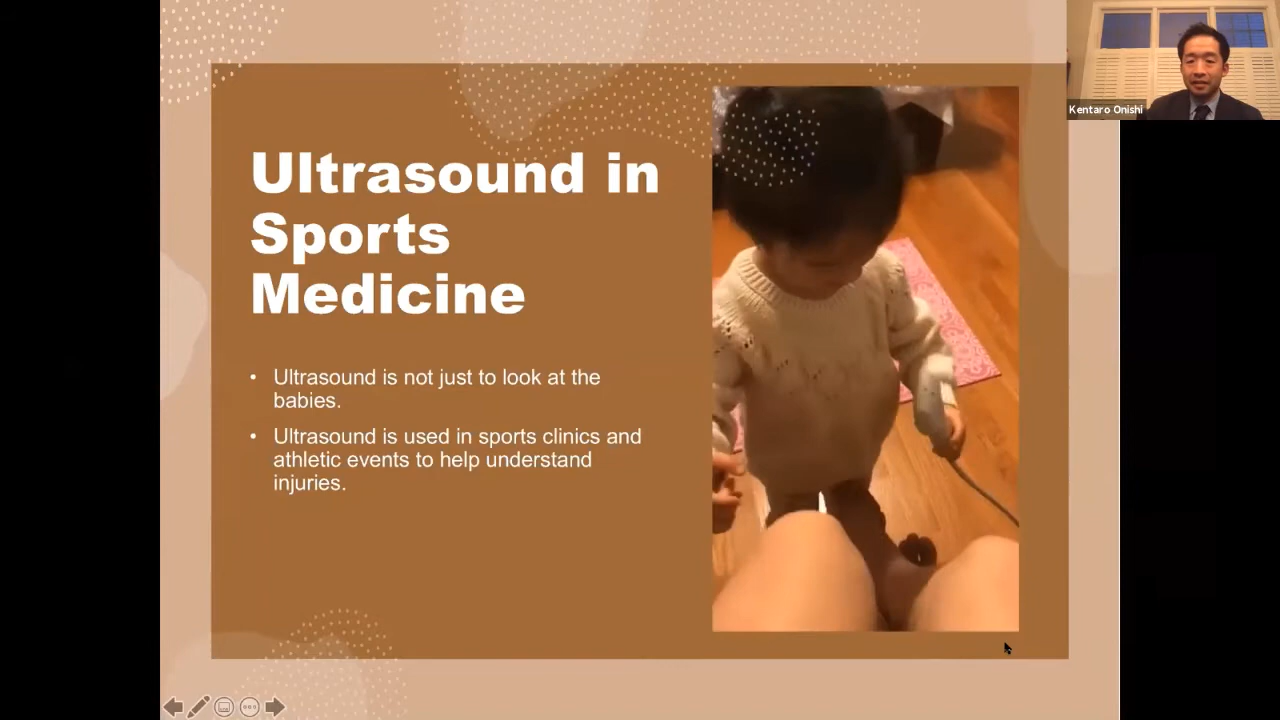 Ultrasound in
Sports
Medicine
• Ultrasound is not just to look at the
babies.
• Ultrasound is used in sports clinics and
athletic events to help understand
injuries.
Kentaro Onishi